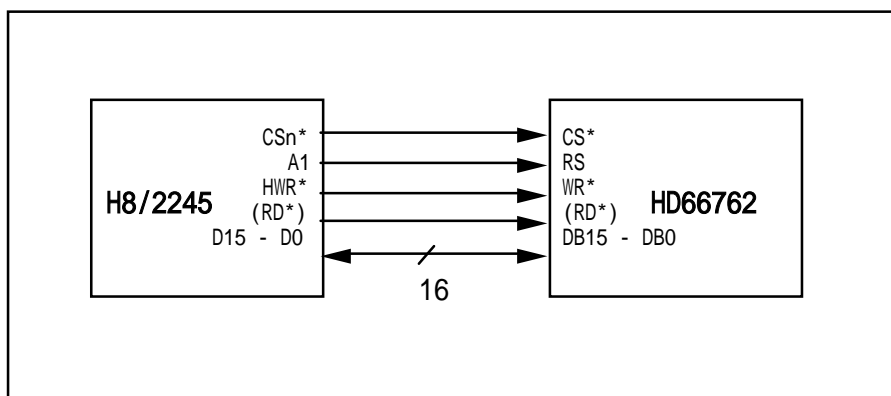 CSn* CS*
A1 RS
HWR* WR*
H8/2245 HD66762
(RD*) (RD*)
D15 - D0 DB15 - DB0
16